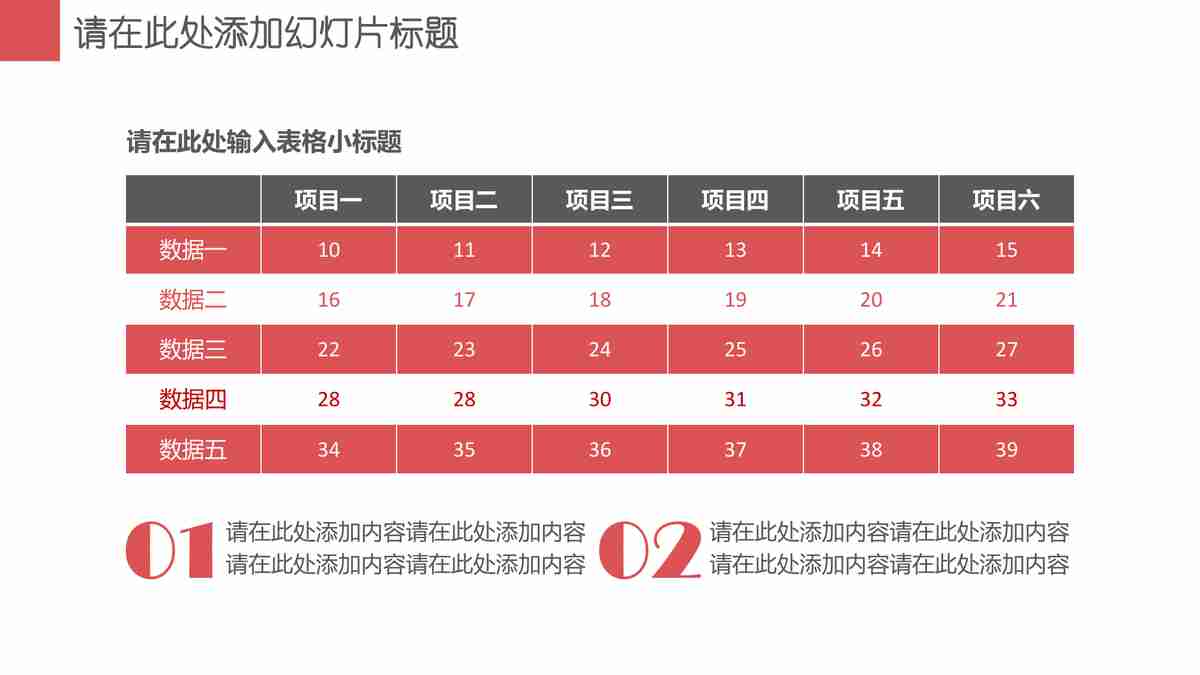 请在此处添加幻灯片标题
请在此处输入表格小标题
项目一 项目二 项目三 项目四 项目五 项目六
数据一 10 11 12 13 14 15
数据二 16 17 18 19 20 21
数据三 22 23 24 25 26 27
数据四 28 28 30 31 32 33
数据五 34 35 36 37 38 39
01
请在此处添加内容请在此处添加内容
请在此处添加内容请在此处添加内容
02
请在此处添加内容请在此处添加内容
请在此处添加内容请在此处添加内容